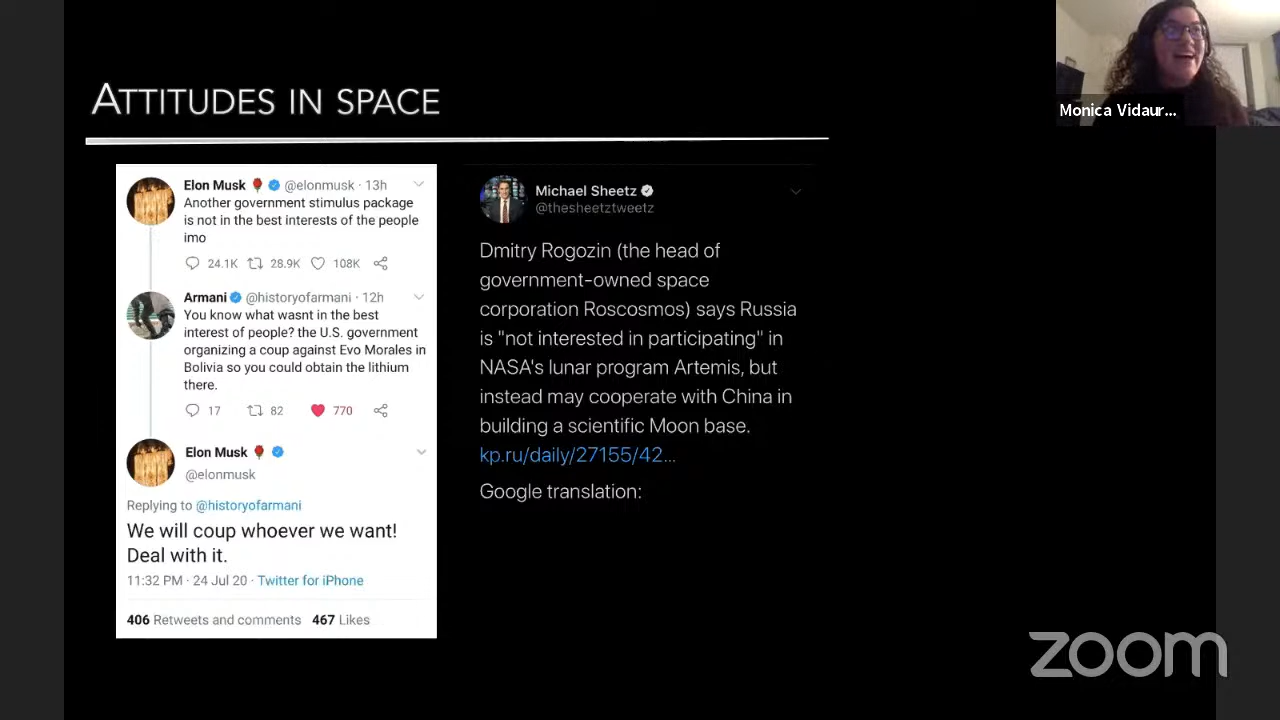 ATTITUDES IN SPACE
Monica Vidaur...
Elon Musk @elonmusk · 13h
Another government stimulus package
is not in the best interests of the people
imo
24.1K 28.9K 108K
Armani @historyofarmani · 12h
You know what wasnt in the best
interest of people? the U.S. government
organizing a coup against Evo Morales in
Bolivia so you could obtain the lithium
there.
17 82 770
Elon Musk
@elonmusk
Replying to @historyofarmani
We will coup whoever we want!
Deal with it.
11:32 PM · 24 Jul 20 · Twitter for iPhone
406 Retweets and comments 467 Likes
Michael Sheetz
@thesheetztweetz
Dmitry Rogozin (the head of
government-owned space
corporation Roscosmos) says Russia
is "not interested in participating" in
NASA's lunar program Artemis, but
instead may cooperate with China in
building a scientific Moon base.
kp.ru/daily/27155/42...
Google translation:
zoom